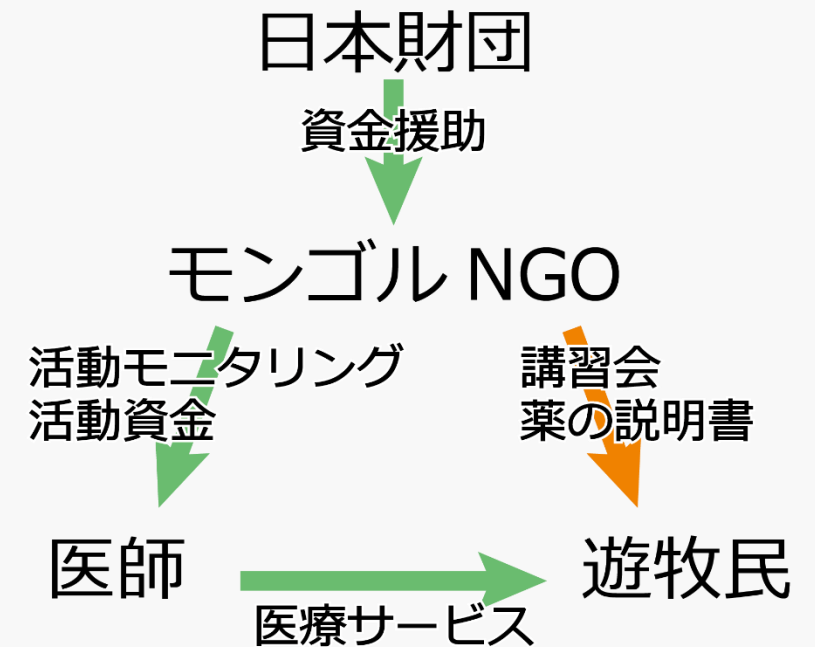 日本財団
資金援助
モンゴル NGO
活動モニタリング
活動資金
講習会
薬の説明書
医師
遊牧民
医療サービス